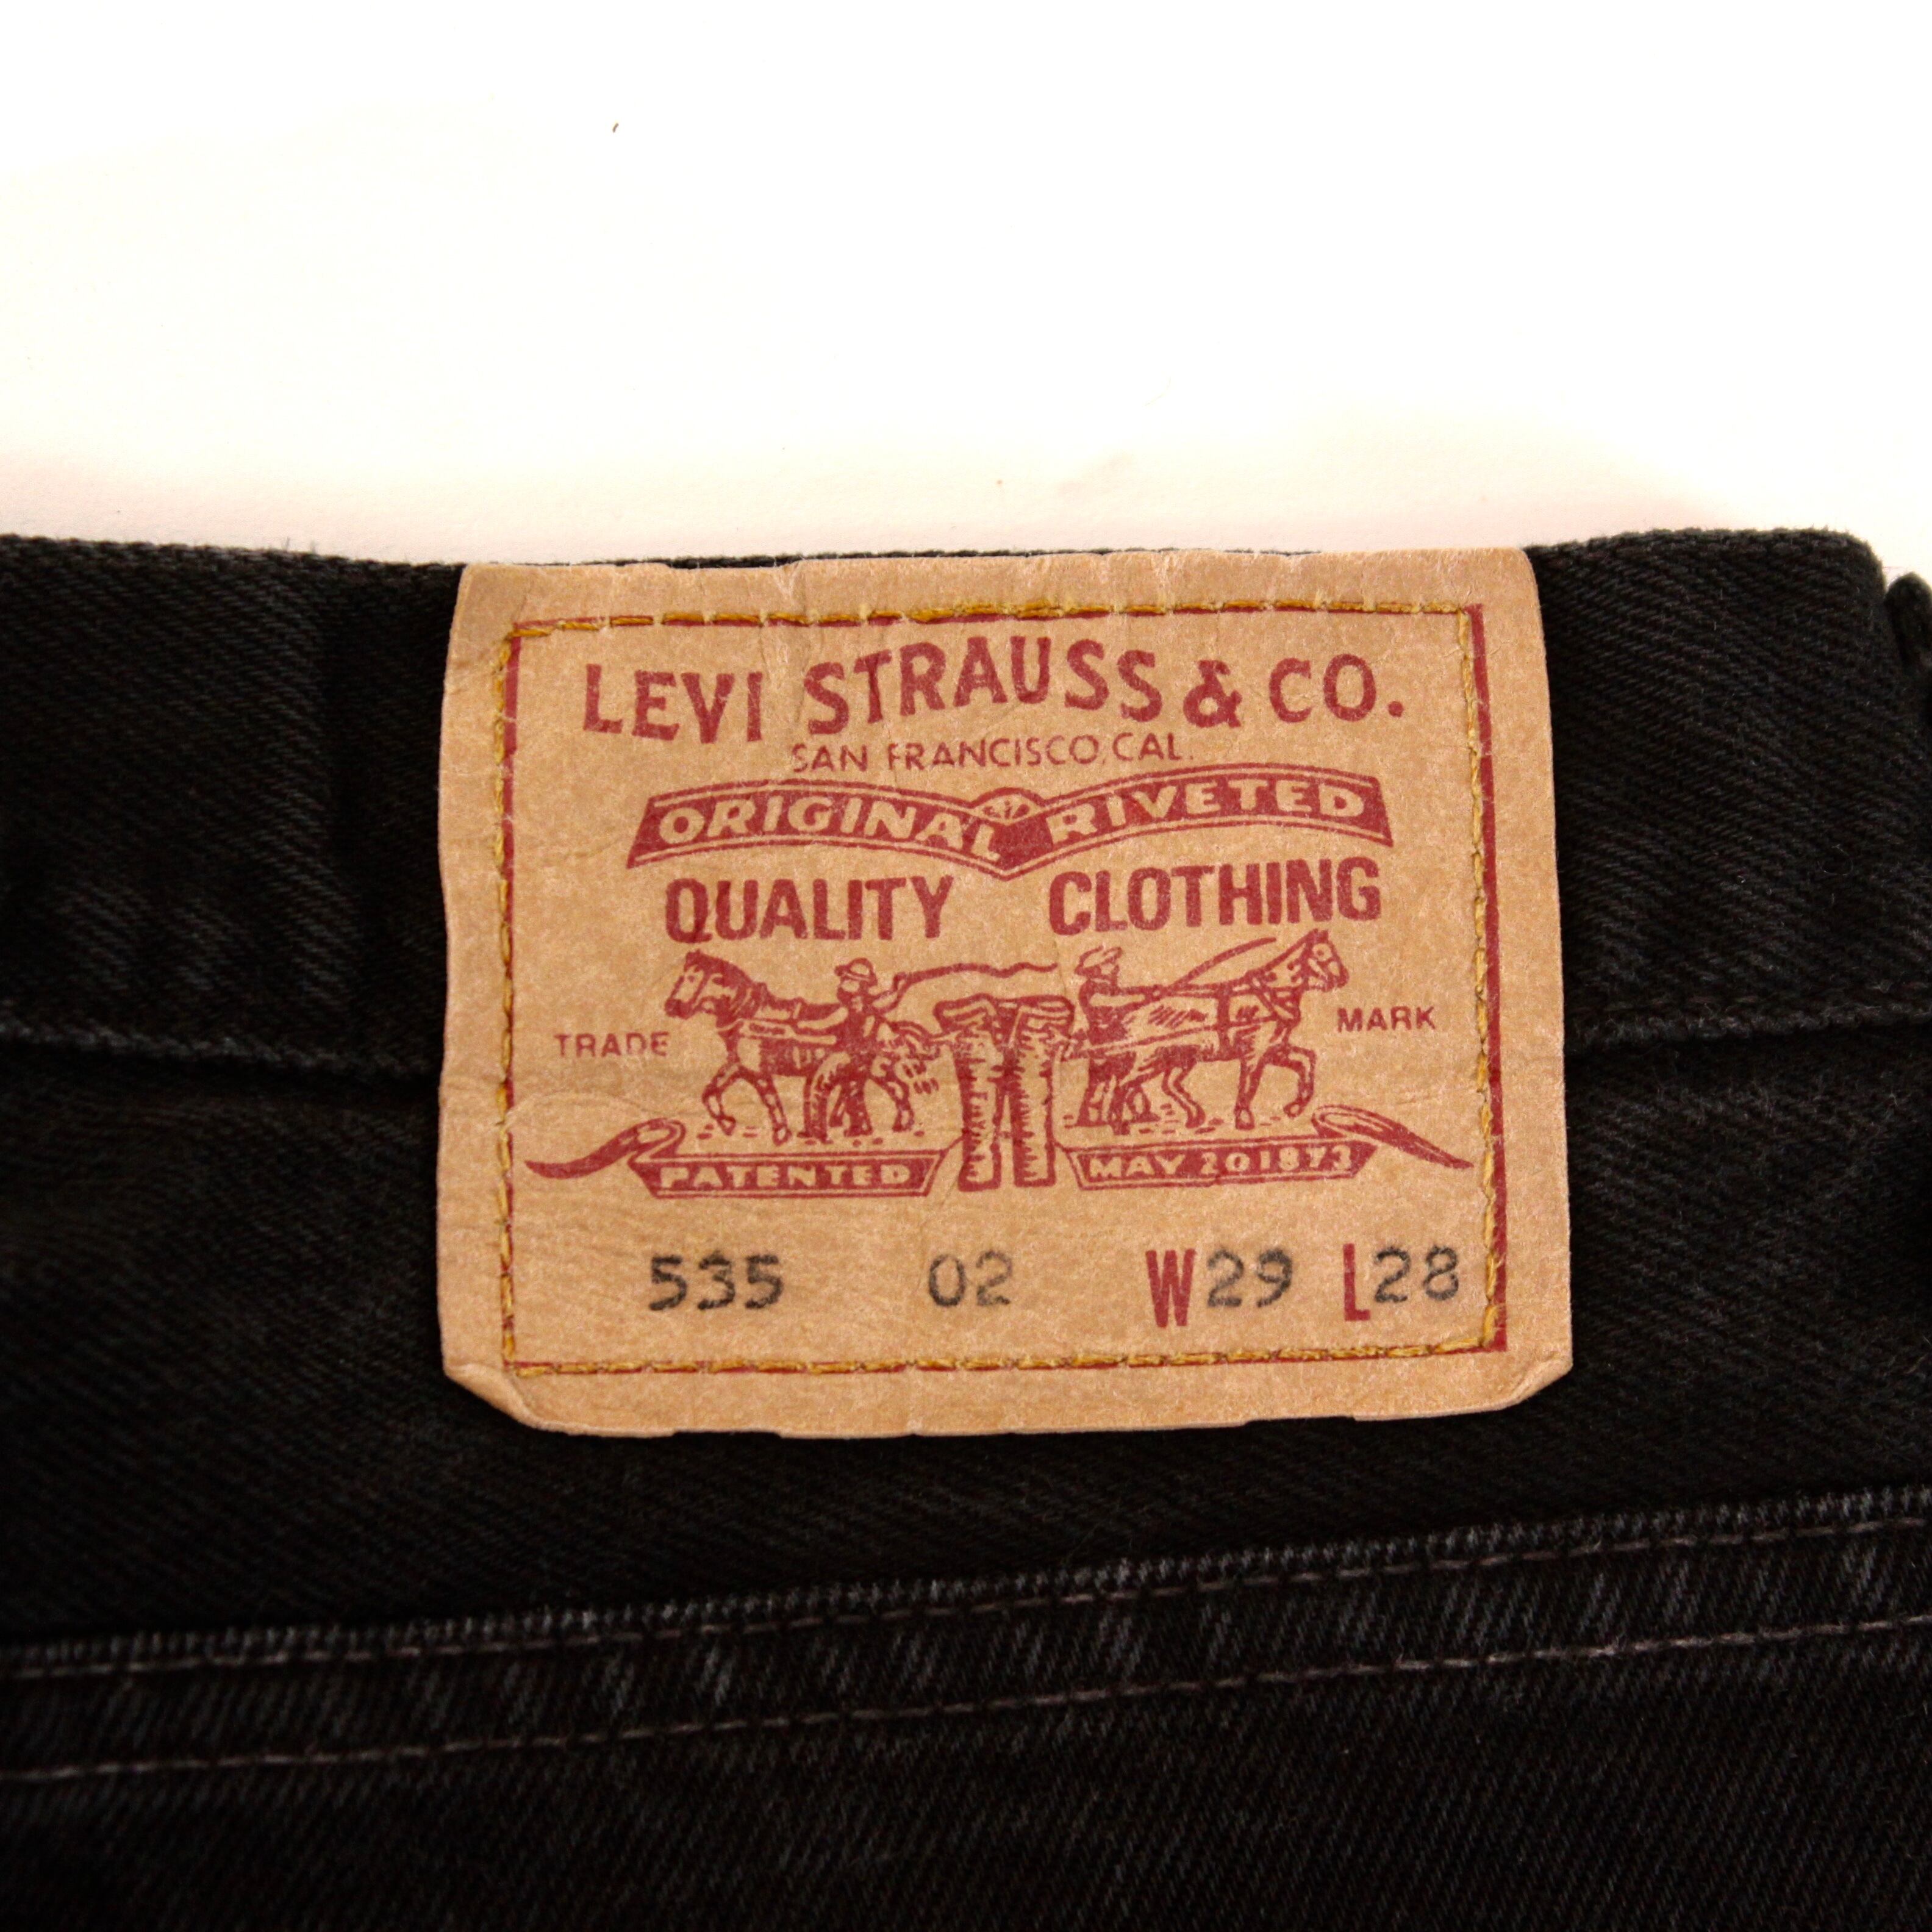 LEVI STRAUSS & CO.
SAN FRANCISCO, CAL.
ORIGINAL RIVETED
QUALITY CLOTHING
TRADE MARK
PATENTED MAY 20 1873
535 02 W29 L28